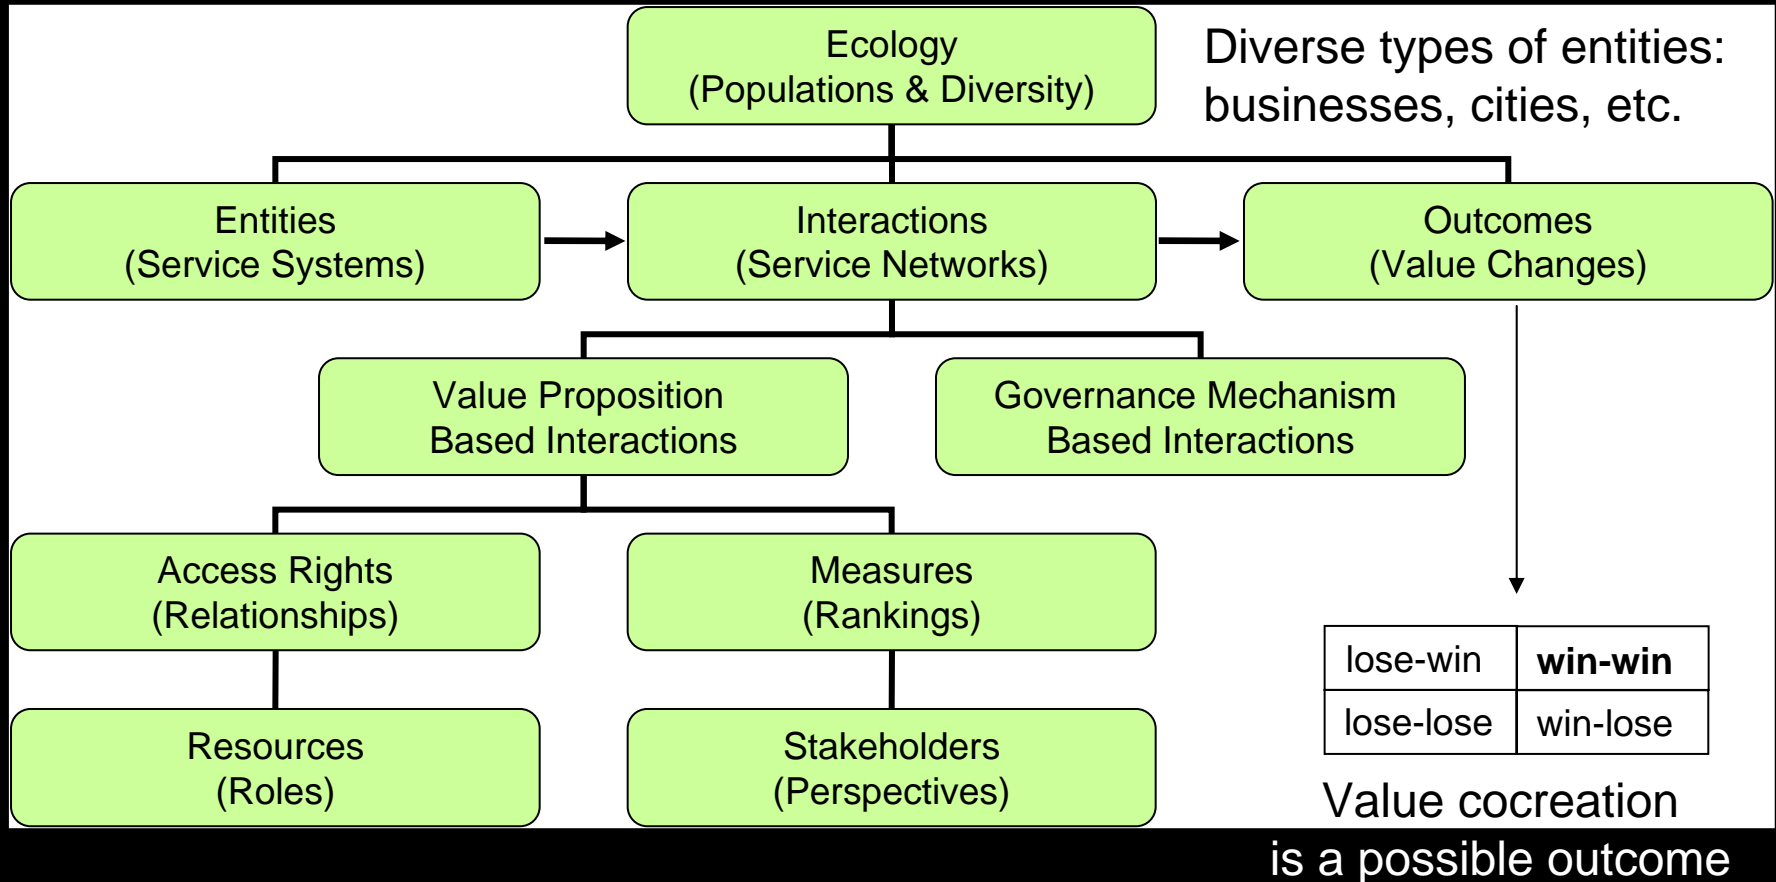 Ecology
(Populations & Diversity)
Diverse types of entities:
businesses, cities, etc.
Entities
(Service Systems)
Interactions
(Service Networks)
Outcomes
(Value Changes)
Value Proposition
Based Interactions
Governance Mechanism
Based Interactions
Access Rights
(Relationships)
Measures
(Rankings)
Resources
(Roles)
Stakeholders
(Perspectives)
lose-win
win-win
lose-lose
win-lose
Value cocreation
is a possible outcome